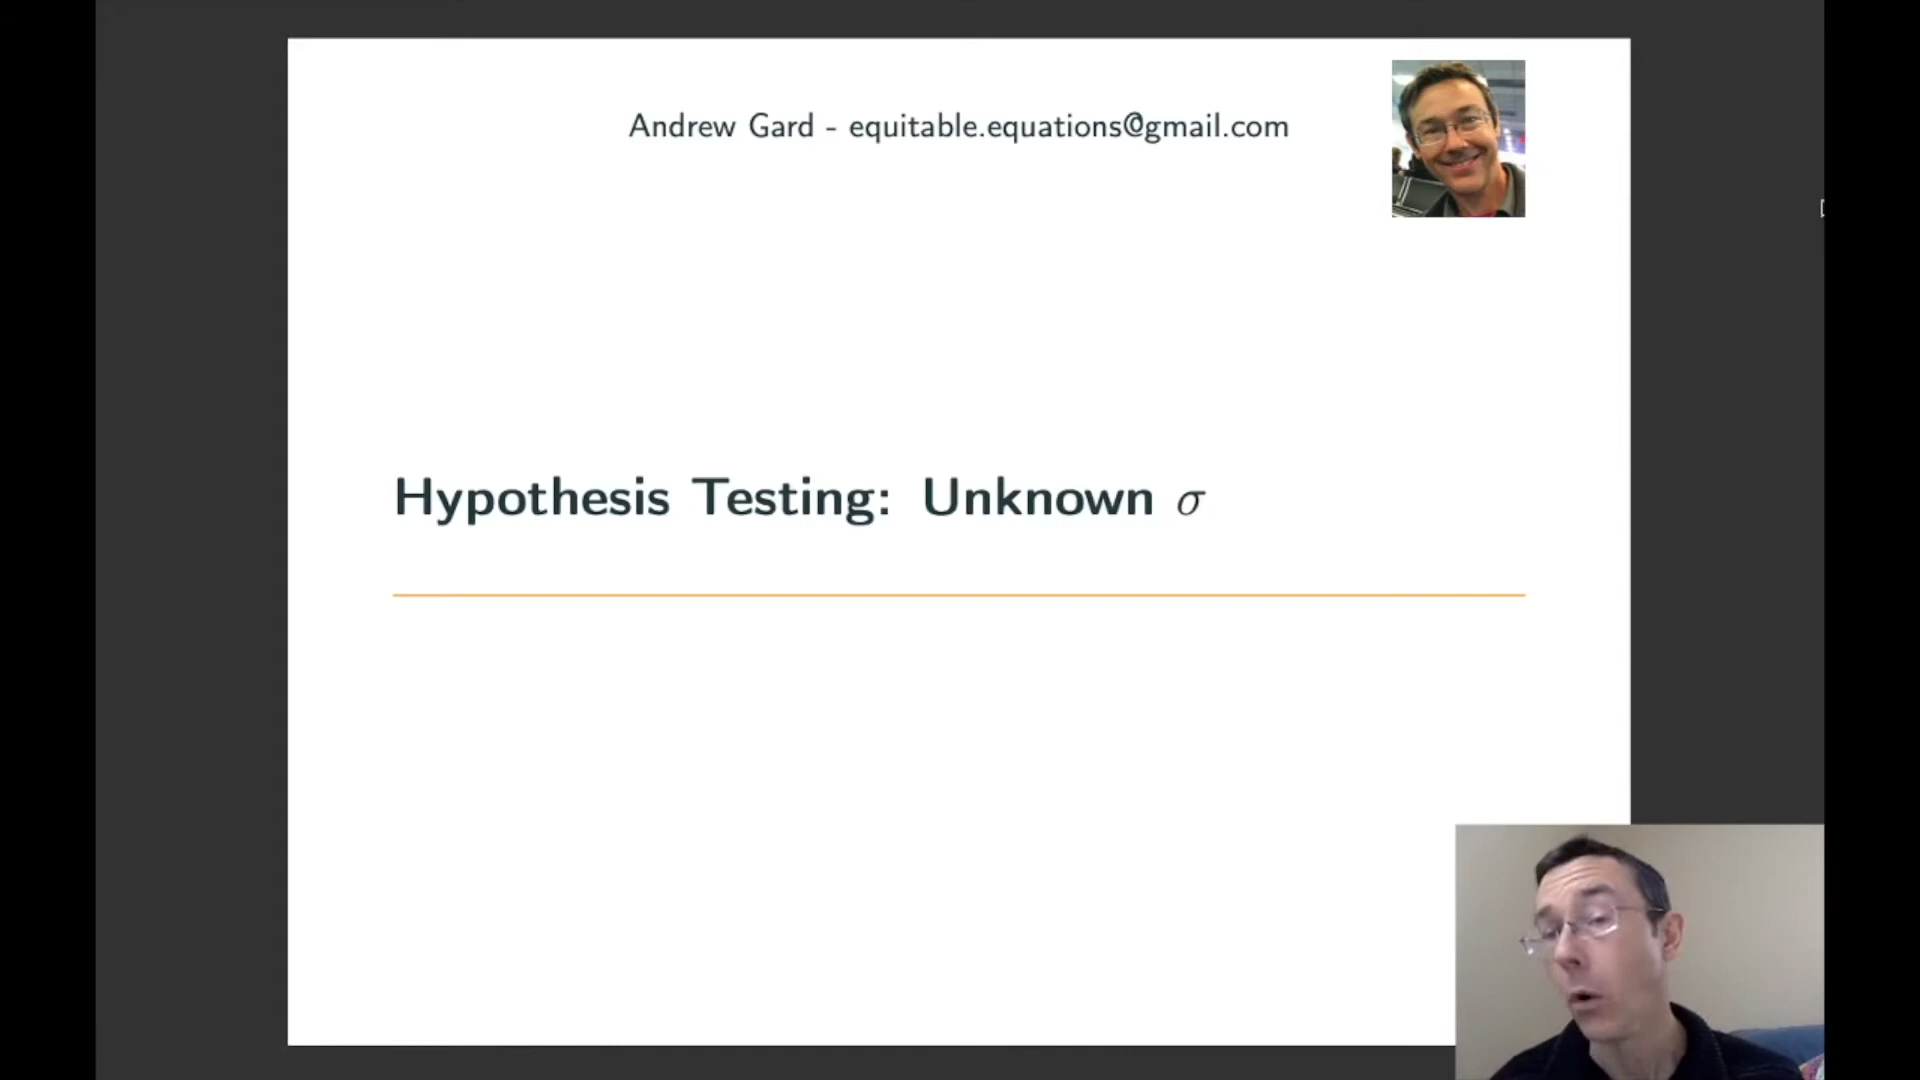 Andrew Gard - equitable.equations@gmail.com
Hypothesis Testing: Unknown σ